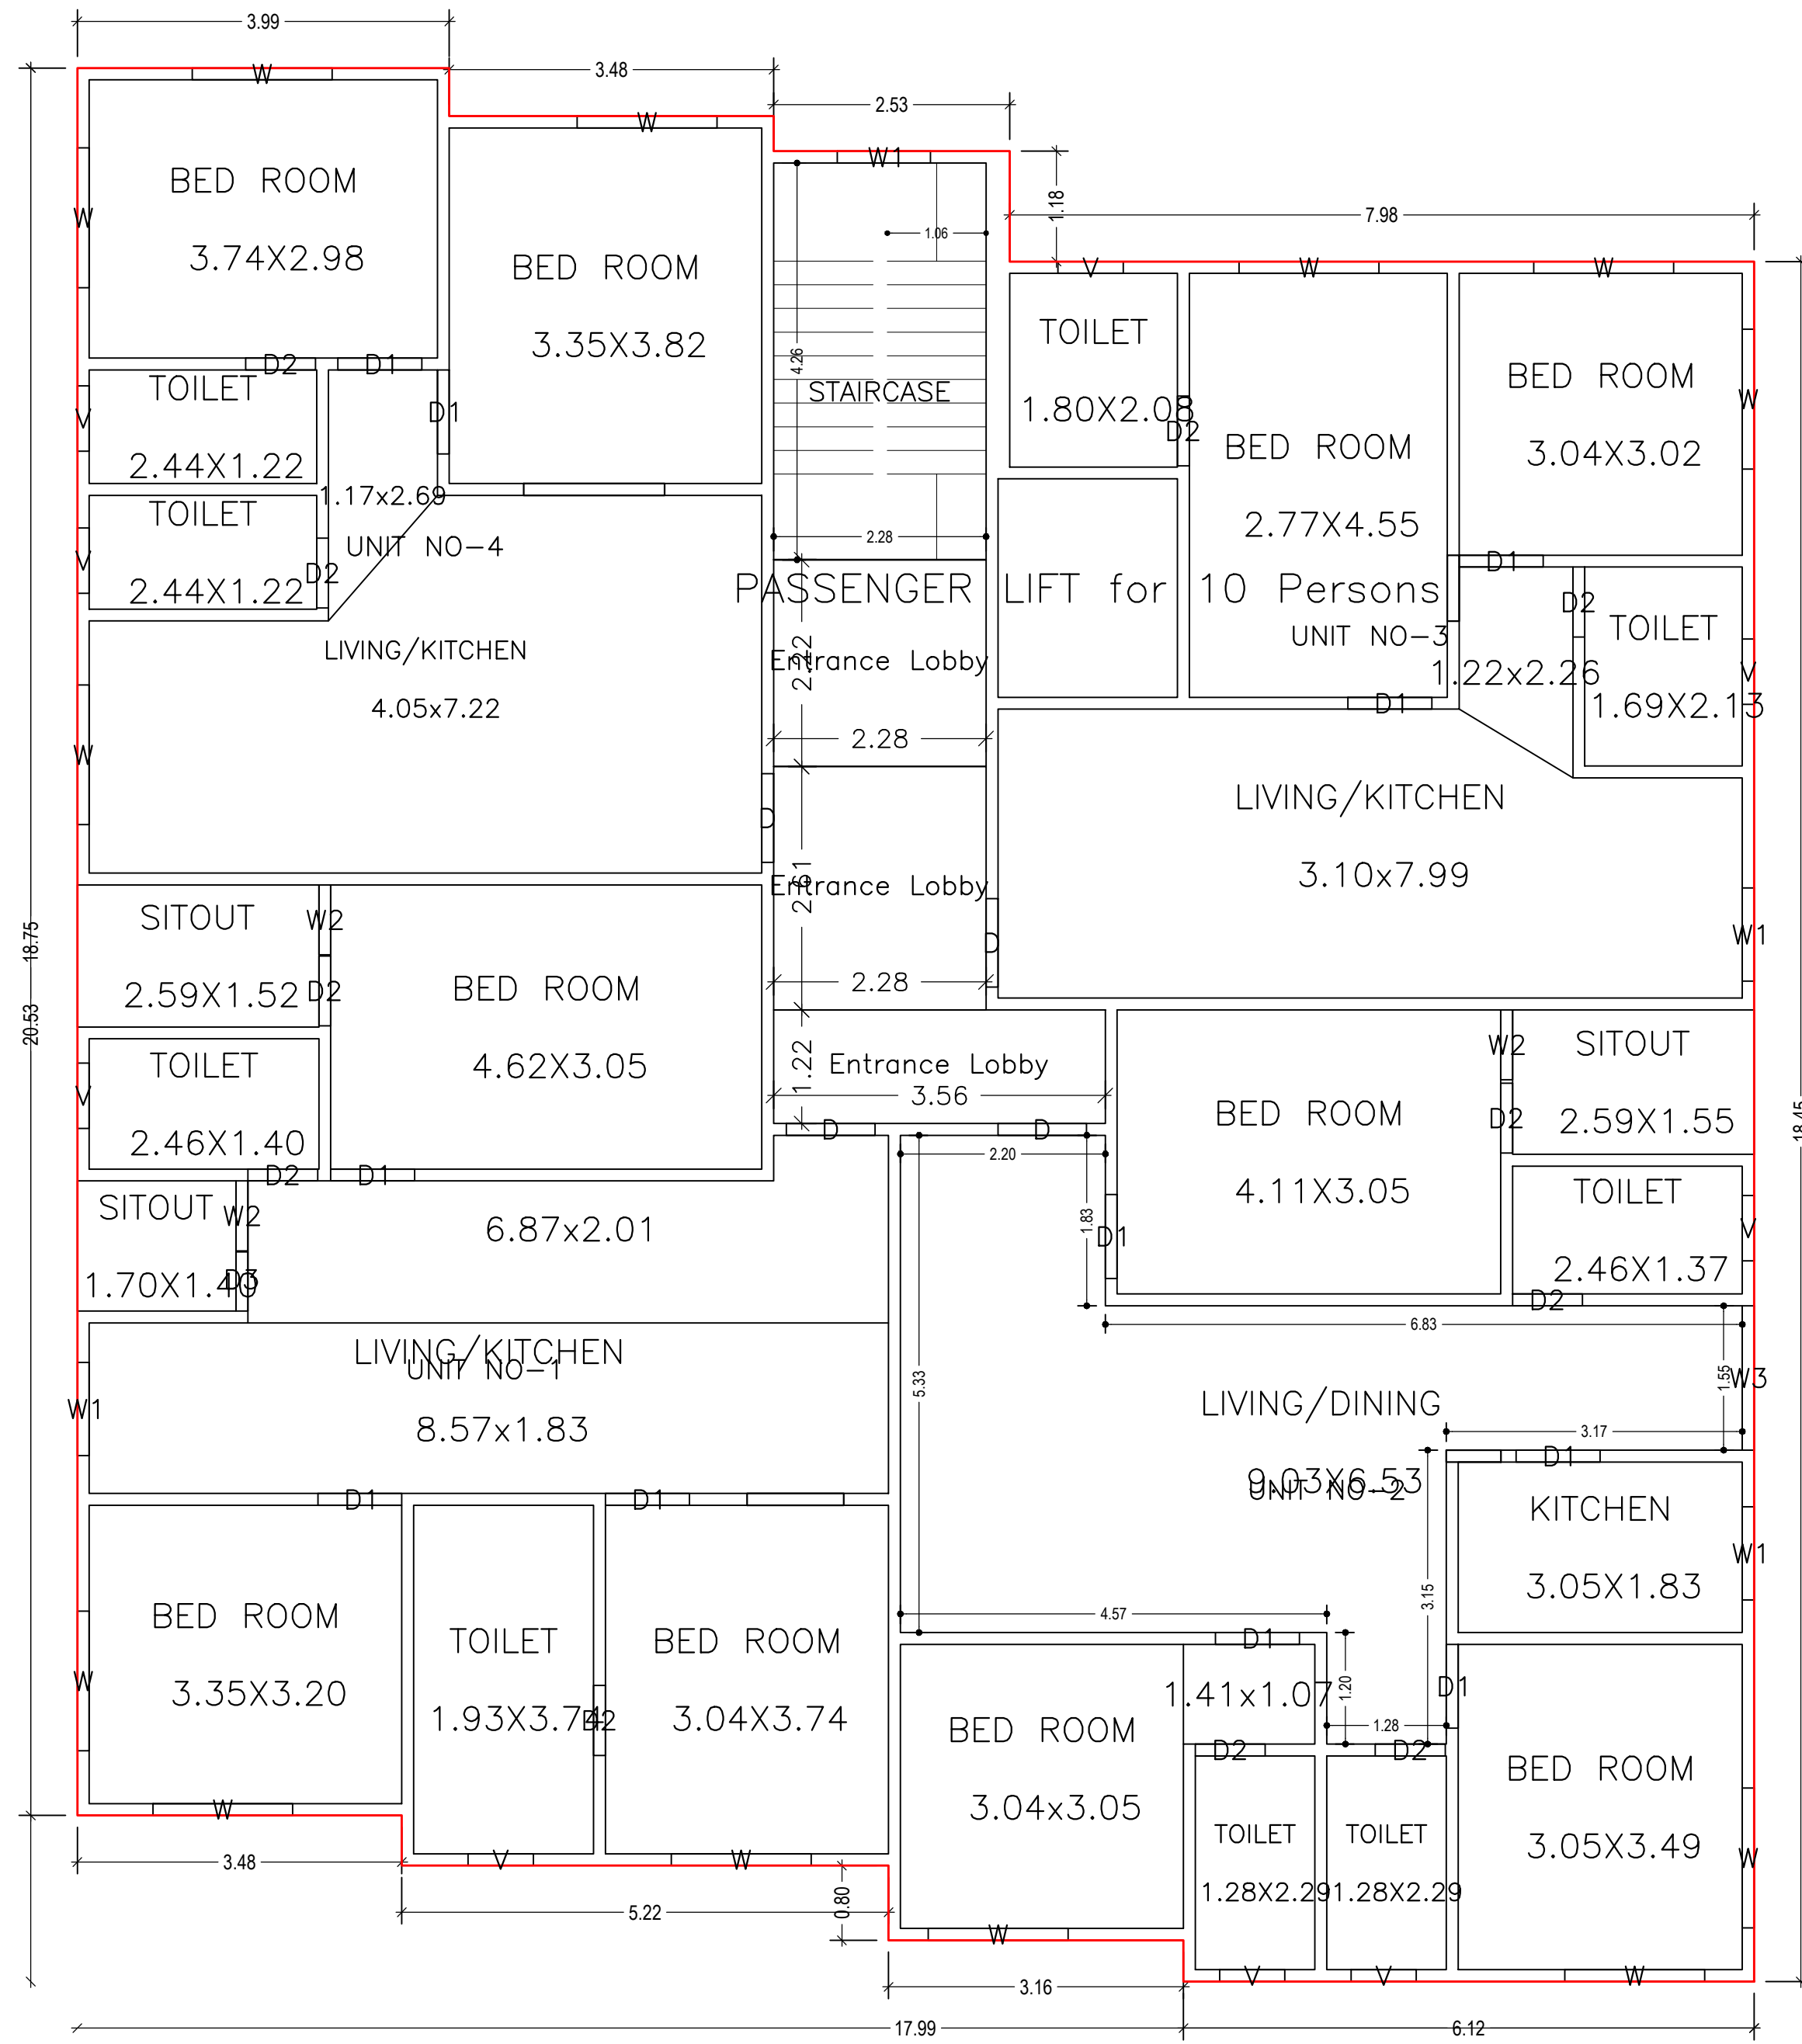 3.99
3.48
2.53
W
W
W1
1.18
7.98
BED ROOM
3.74X2.98
W
BED ROOM
3.35X3.82
1.06
4.26
STAIRCASE
2.28
V
W
W
TOILET
1.80X2.08
D2
BED ROOM
2.77X4.55
BED ROOM
3.04X3.02
W
D2
D1
TOILET
2.44X1.22
V
D1
1.17x2.69
TOILET
2.44X1.22
V
D2
UNIT NO-4
PASSENGER LIFT for 10 Persons
D1
D2
TOILET
1.69X2.13
V
UNIT NO-3
1.22x2.26
D1
LIVING/KITCHEN
4.05x7.22
W
Entrance Lobby
2.22
2.28
LIVING/KITCHEN
3.10x7.99
W1
D
Entrance Lobby
2.61
2.28
D
18.75
20.53
18.45
SITOUT
2.59X1.52
W2
D2
BED ROOM
4.62X3.05
TOILET
2.46X1.40
V
D2
D1
Entrance Lobby
1.22
3.56
D
D
2.20
1.83
D1
BED ROOM
4.11X3.05
W2
D2
SITOUT
2.59X1.55
TOILET
2.46X1.37
V
D2
SITOUT
1.70X1.40
W2
D3
6.87x2.01
6.83
5.33
1.55
W3
LIVING/KITCHEN
UNIT NO-1
8.57x1.83
W1
LIVING/DINING
9.03X6.53
UNIT NO-2
3.17
D1
KITCHEN
3.05X1.83
W1
3.15
D1
D1
BED ROOM
3.35X3.20
W
W
TOILET
1.93X3.74
D2
V
BED ROOM
3.04X3.74
W
4.57
D1
1.41x1.07
1.20
1.28
D1
D2
D2
BED ROOM
3.04x3.05
W
TOILET
1.28X2.29
V
TOILET
1.28X2.29
V
BED ROOM
3.05X3.49
W
W
3.48
5.22
0.80
3.16
17.99
6.12